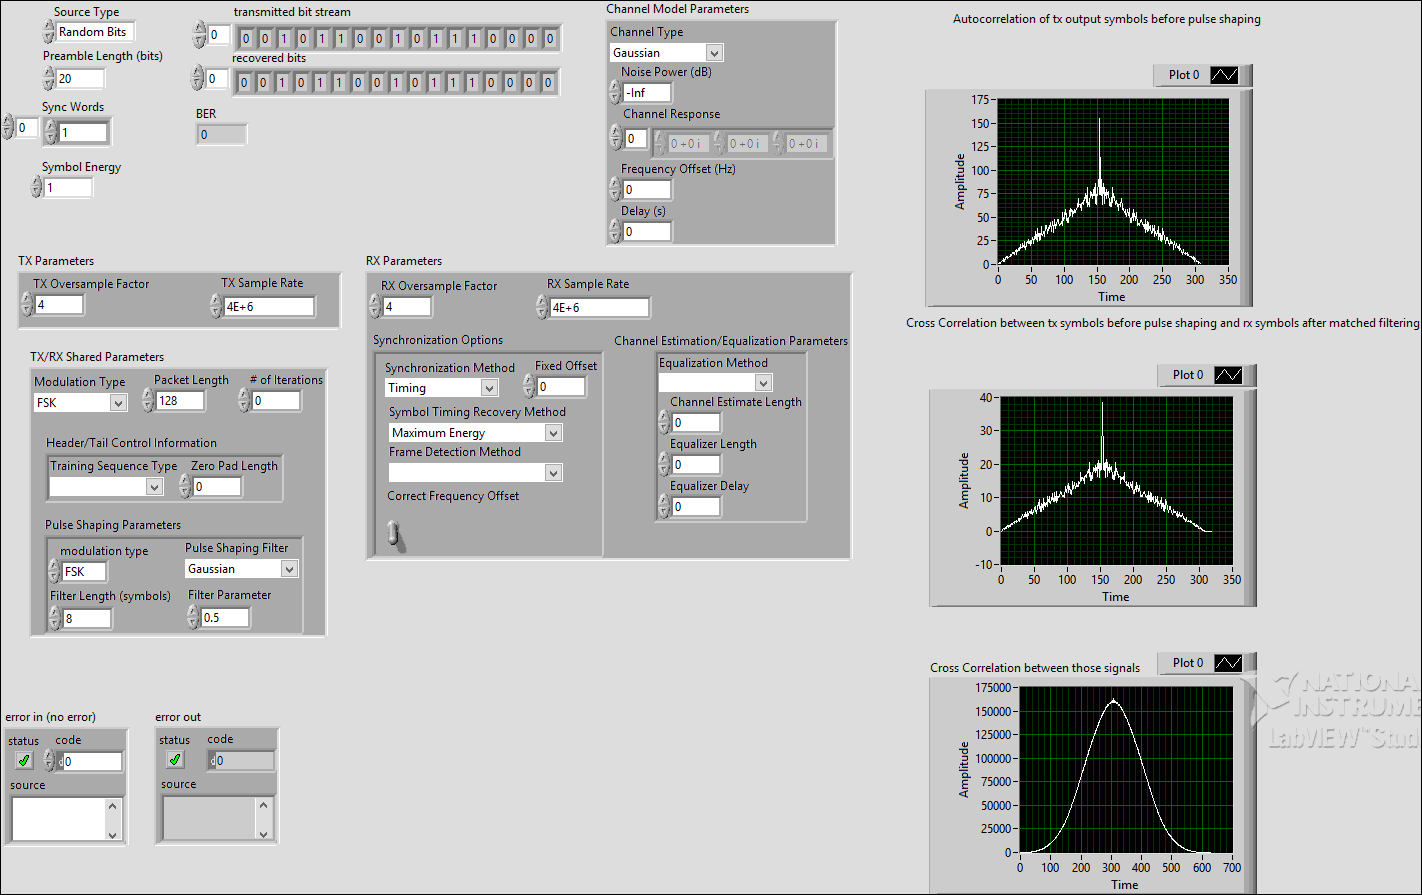 Source Type
Random Bits
Preamble Length (bits)
20
Sync Words
0
1
Symbol Energy
1
transmitted bit stream
0
0 0 1 0 1 1 0 0 1 0 1 1 1 0 0 0 0
recovered bits
0
0 0 1 0 1 1 0 0 1 0 1 1 1 0 0 0 0
BER
0
Channel Model Parameters
Channel Type
Gaussian
Noise Power (dB)
-Inf
Channel Response
0
0 +0 i 0 +0 i 0 +0 i
Frequency Offset (Hz)
0
Delay (s)
0
TX Parameters
TX Oversample Factor
4
TX Sample Rate
4E+6
TX/RX Shared Parameters
Modulation Type
FSK
Packet Length
128
# of Iterations
0
Header/Tail Control Information
Training Sequence Type
Zero Pad Length
0
Pulse Shaping Parameters
modulation type
FSK
Pulse Shaping Filter
Gaussian
Filter Length (symbols)
8
Filter Parameter
0.5
RX Parameters
RX Oversample Factor
4
RX Sample Rate
4E+6
Synchronization Options
Synchronization Method
Timing
Fixed Offset
0
Symbol Timing Recovery Method
Maximum Energy
Frame Detection Method
Correct Frequency Offset
Channel Estimation/Equalization Parameters
Equalization Method
Channel Estimate Length
0
Equalizer Length
0
Equalizer Delay
0
error in (no error)
status
code
d0
source
error out
status
code
d0
source
Autocorrelation of tx output symbols before pulse shaping
Plot 0
Amplitude
175
150
125
100
75
50
25
0
0 50 100 150 200 250 300 350
Time
Cross Correlation between tx symbols before pulse shaping and rx symbols after matched filtering
Plot 0
Amplitude
40
30
20
10
0
-10
0 50 100 150 200 250 300 350
Time
Cross Correlation between those signals
Plot 0
Amplitude
175000
150000
125000
100000
75000
50000
25000
0
0 100 200 300 400 500 600 700
Time
NATIONA
INSTRUME
LabVIEW™ Stud